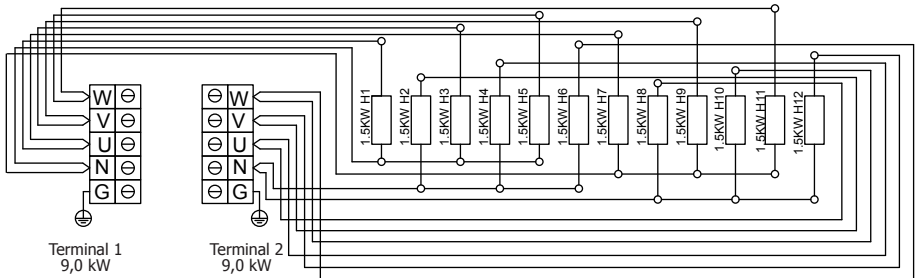 1.5KW H1
1.5KW H2
1.5KW H3
1.5KW H4
1.5KW H5
1.5KW H6
1.5KW H7
1.5KW H8
1.5KW H9
1.5KW H10
1.5KW H11
1.5KW H12
W
V
U
N
G
W
V
U
N
G
Terminal 1
9,0 kW
Terminal 2
9,0 kW